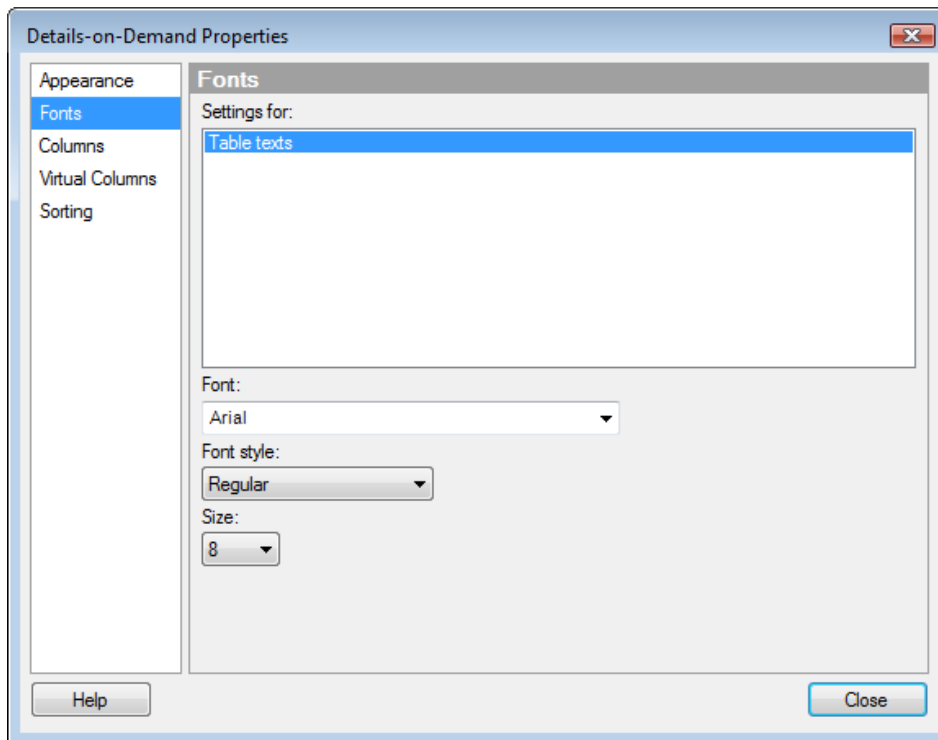 Details-on-Demand Properties
Appearance
Fonts
Columns
Virtual Columns
Sorting
Fonts
Settings for:
Table texts
Font:
Arial
Font style:
Regular
Size:
8
Help
Close